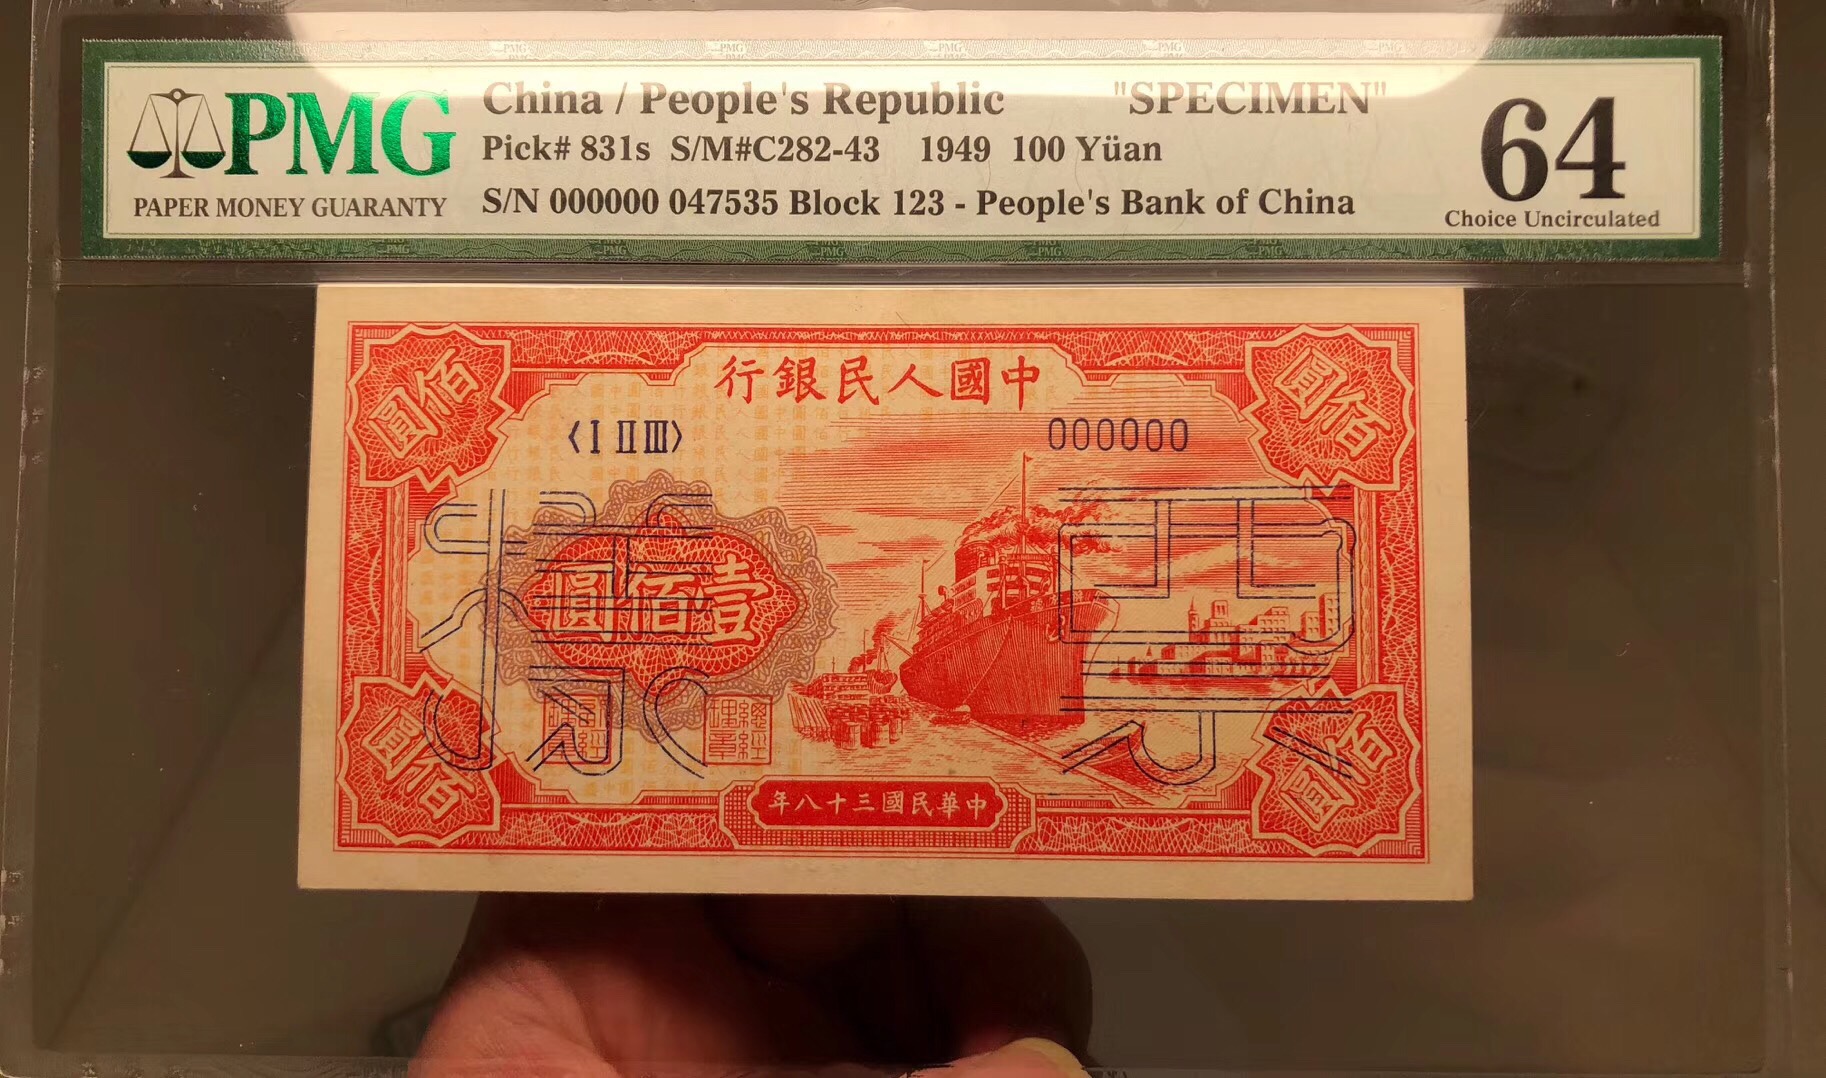 PMG
PAPER MONEY GUARANTY
China / People's Republic "SPECIMEN"
Pick# 831s S/M#C282-43 1949 100 Yüan
S/N 000000 047535 Block 123 - People's Bank of China
64
Choice Uncirculated
行銀民人國中
圓佰
圓佰
〈I II III〉 000000
票樣
圓佰壹
圓佰
圓佰
年八十三國民華中